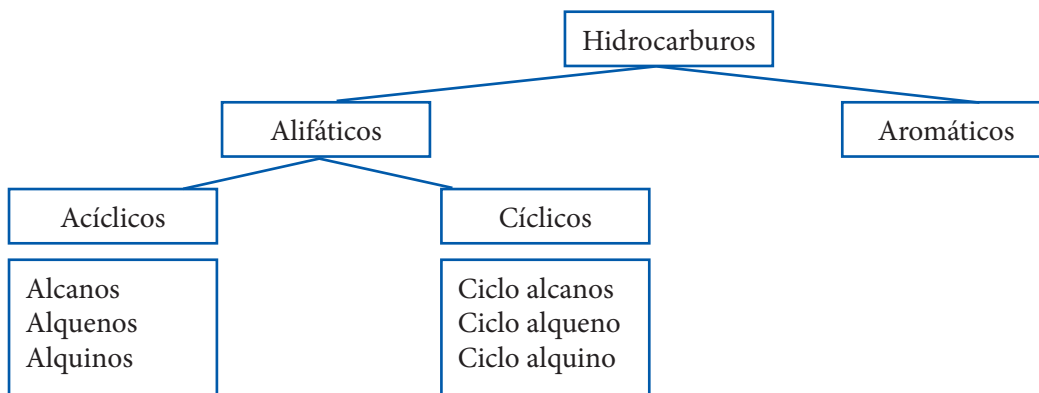 Hidrocarburos
Alifáticos
Aromáticos
Acíclicos
Cíclicos
Alcanos
Alquenos
Alquinos
Ciclo alcanos
Ciclo alqueno
Ciclo alquino